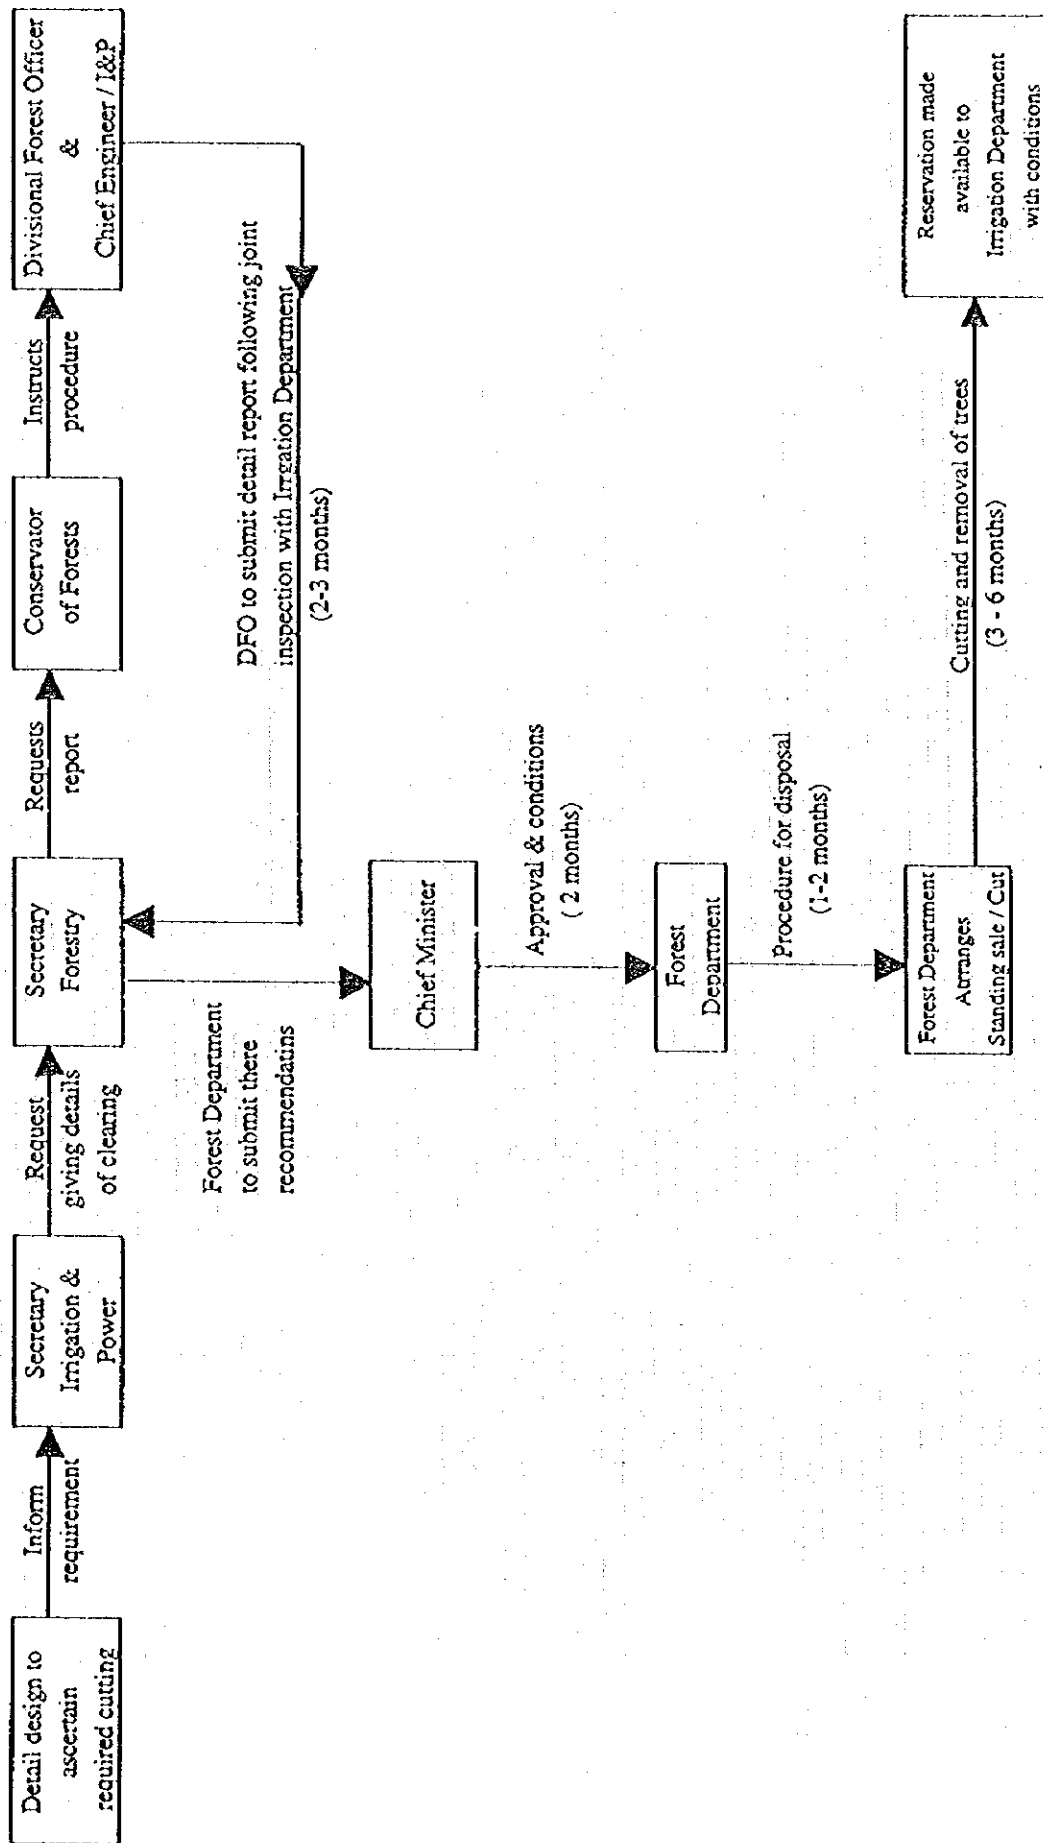 Detail design to
ascertain
required cutting
Inform
requirement
Secretary
Irrigation &
Power
Request
giving details
of clearing
Secretary
Forestry
Requests
report
Conservator
of Forests
Instructs
procedure
Divisional Forest Officer
&
Chief Engineer / I&P
DFO to submit detail report following joint
inspection with Irrgation Department
(2-3 months)
Forest Department
to submit there
recommendatins
Chief Minister
Approval & conditions
( 2 months)
Forest
Department
Procedure for disposal
(1-2 months)
Forest Department
Arranges
Standing sale / Cut
Cutting and removal of trees
(3 - 6 months)
Reservation made
available to
Irrigation Department
with conditions